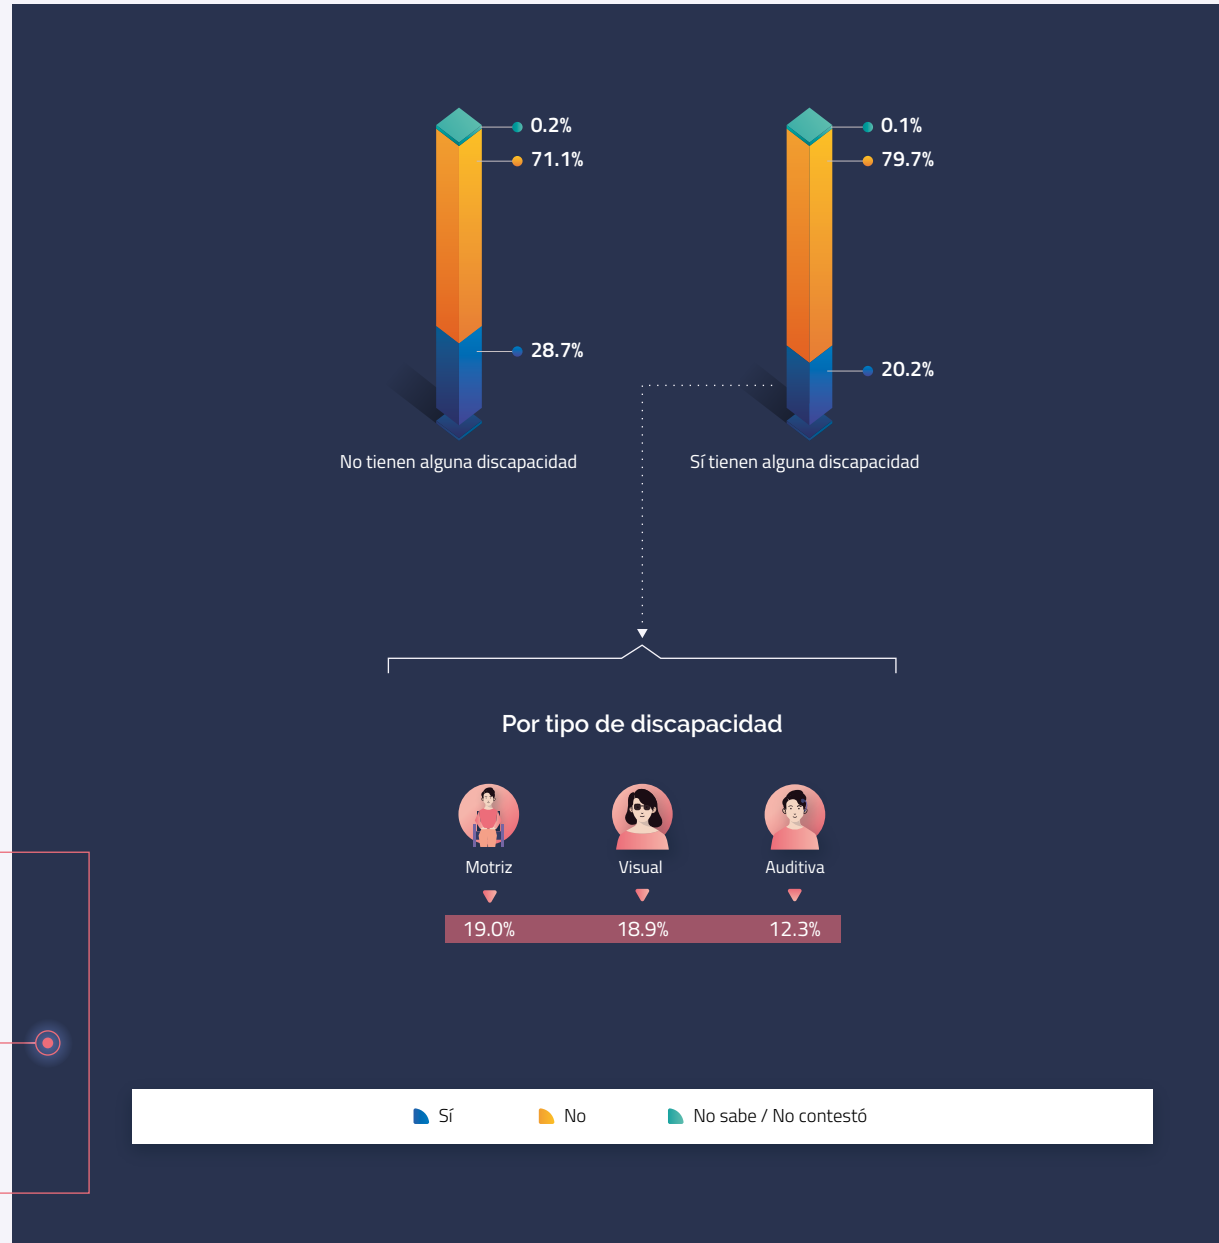 0.2%
71.1%
28.7%
No tienen alguna discapacidad
0.1%
79.7%
20.2%
Sí tienen alguna discapacidad
Por tipo de discapacidad
Motriz
Visual
Auditiva
19.0%
18.9%
12.3%
Sí
No
No sabe / No contestó